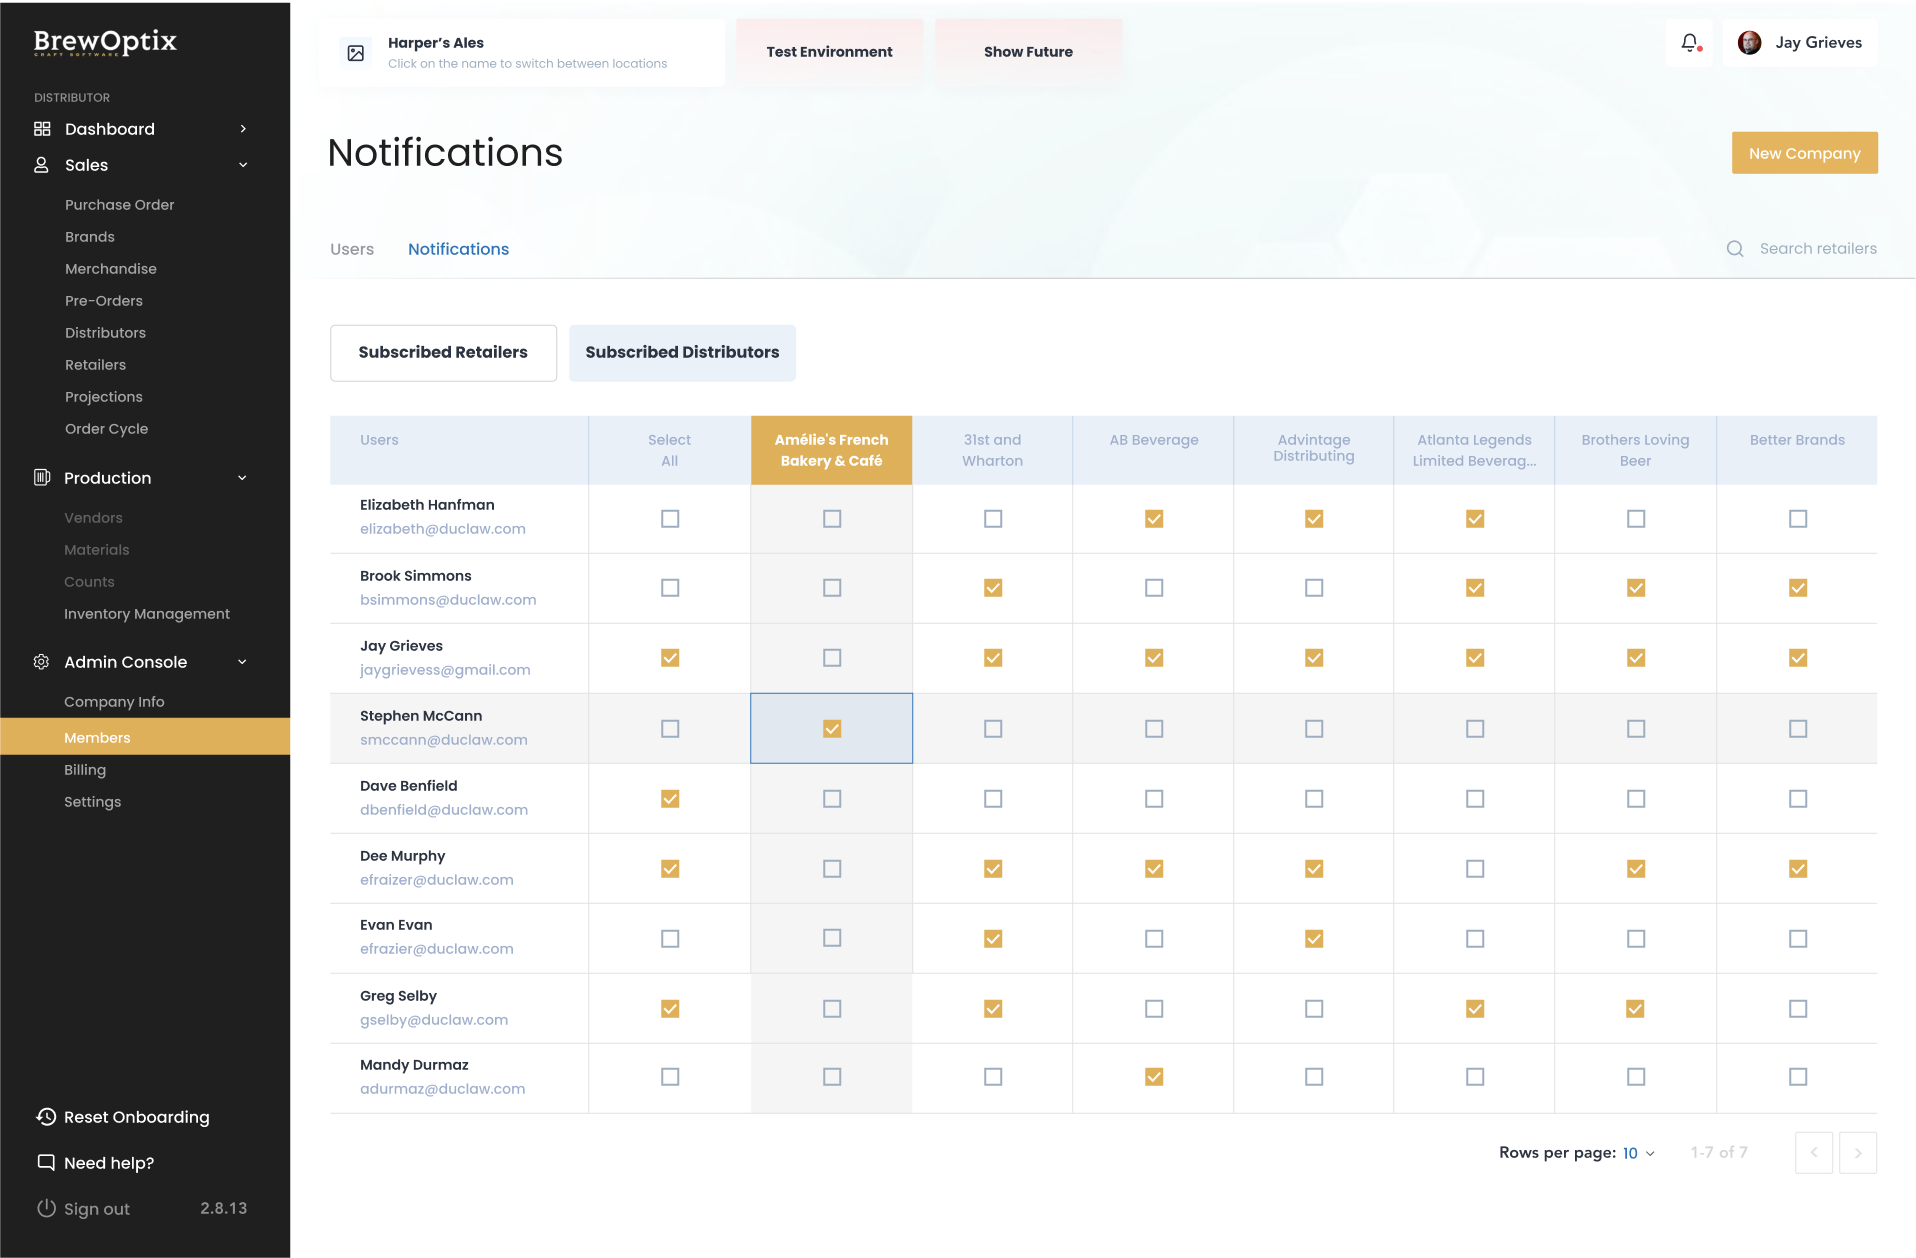 BrewOptix
CRAFT SOFTWARE
DISTRIBUTOR
Dashboard
Sales
Purchase Order
Brands
Merchandise
Pre-Orders
Distributors
Retailers
Projections
Order Cycle
Production
Vendors
Materials
Counts
Inventory Management
Admin Console
Company Info
Members
Billing
Settings
Reset Onboarding
Need help?
Sign out 2.8.13
Harper's Ales
Click on the name to switch between locations
Test Environment
Show Future
Jay Grieves
Notifications
New Company
Users Notifications
Search retailers
Subscribed Retailers
Subscribed Distributors
Users
Select
All
Amélie's French
Bakery & Café
31st and
Wharton
AB Beverage
Advintage
Distributing
Atlanta Legends
Limited Beverag...
Brothers Loving
Beer
Better Brands
Elizabeth Hanfman
elizabeth@duclaw.com
Brook Simmons
bsimmons@duclaw.com
Jay Grieves
jaygrievess@gmail.com
Stephen McCann
smccann@duclaw.com
Dave Benfield
dbenfield@duclaw.com
Dee Murphy
efraizer@duclaw.com
Evan Evan
efrazier@duclaw.com
Greg Selby
gselby@duclaw.com
Mandy Durmaz
adurmaz@duclaw.com
Rows per page: 10 1-7 of 7